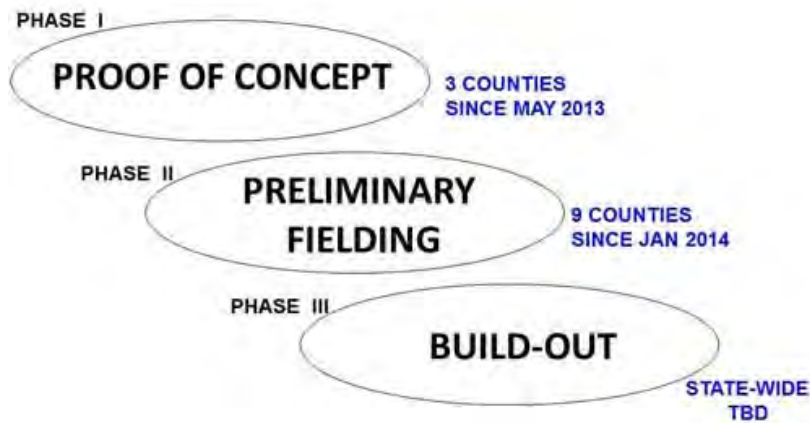 PHASE I
PROOF OF CONCEPT
3 COUNTIES
SINCE MAY 2013
PHASE II
PRELIMINARY
FIELDING
9 COUNTIES
SINCE JAN 2014
PHASE III
BUILD-OUT
STATE-WIDE
TBD